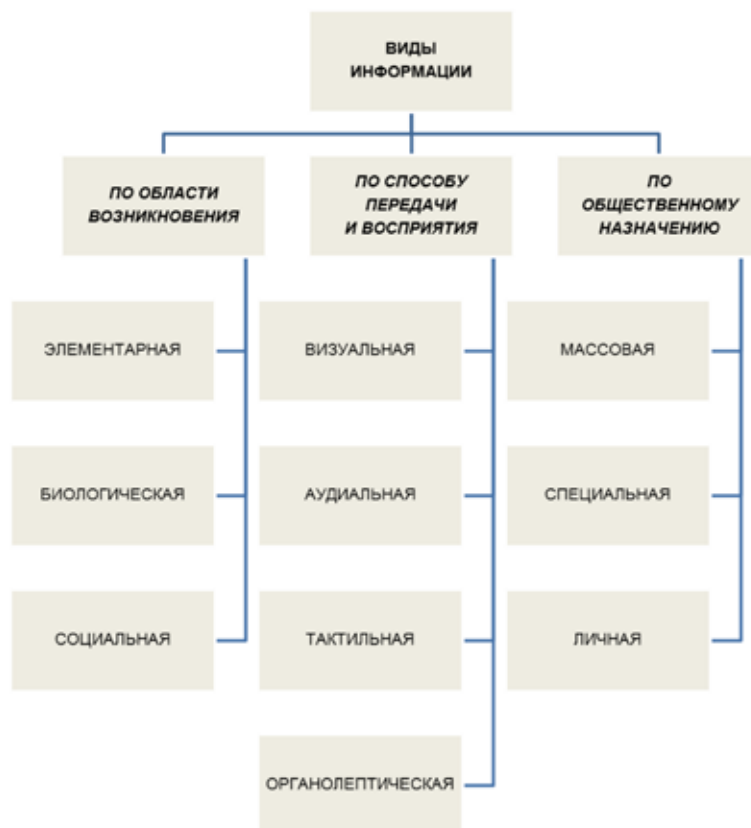 ВИДЫ
ИНФОРМАЦИИ
ПО ОБЛАСТИ
ВОЗНИКНОВЕНИЯ
ЭЛЕМЕНТАРНАЯ
БИОЛОГИЧЕСКАЯ
СОЦИАЛЬНАЯ
ПО СПОСОБУ
ПЕРЕДАЧИ
И ВОСПРИЯТИЯ
ВИЗУАЛЬНАЯ
АУДИАЛЬНАЯ
ТАКТИЛЬНАЯ
ОРГАНОЛЕПТИЧЕСКАЯ
ПО
ОБЩЕСТВЕННОМУ
НАЗНАЧЕНИЮ
МАССОВАЯ
СПЕЦИАЛЬНАЯ
ЛИЧНАЯ